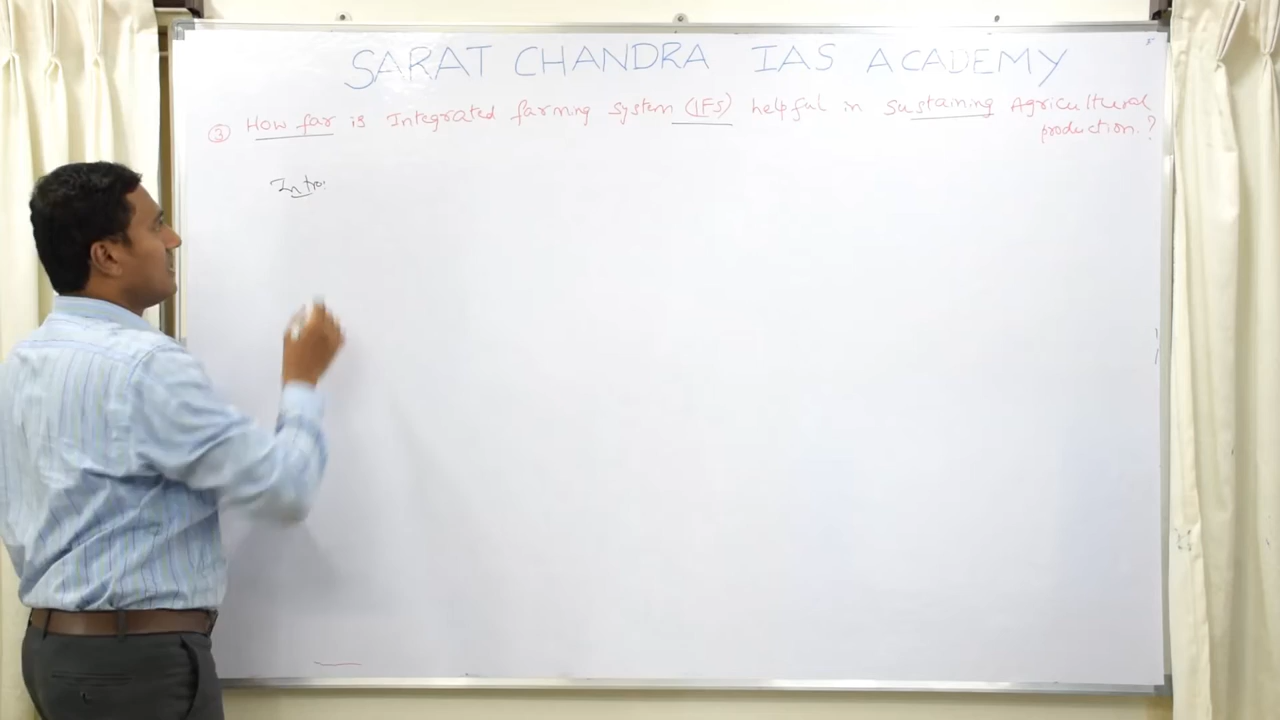 SARAT CHANDRA IAS ACADEMY
③ How far is Integrated farming system (IFS) helpful in sustaining Agricultural
production.?
Intro: